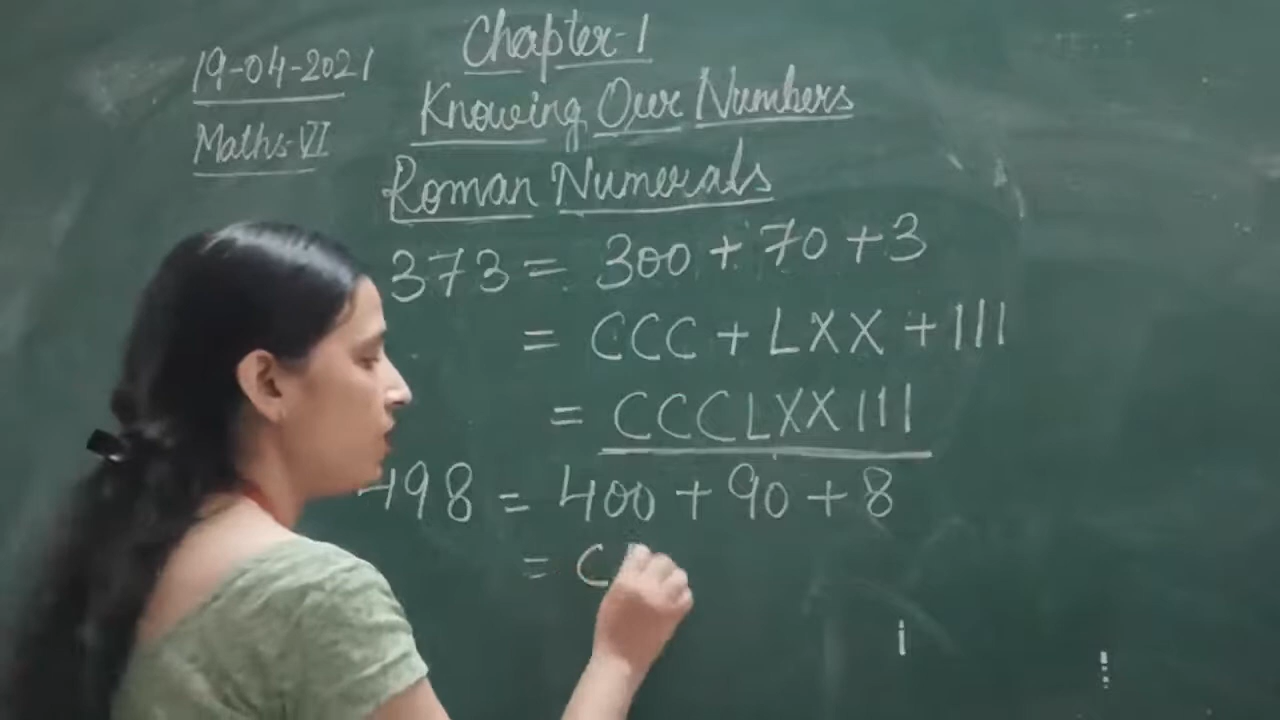 19-04-2021
Maths-VI
Chapter-1
Knowing Our Numbers
Roman Numerals
373 = 300 + 70 + 3
= CCC + LXX + III
= CCCLXXIII
498 = 400 + 90 + 8
= C